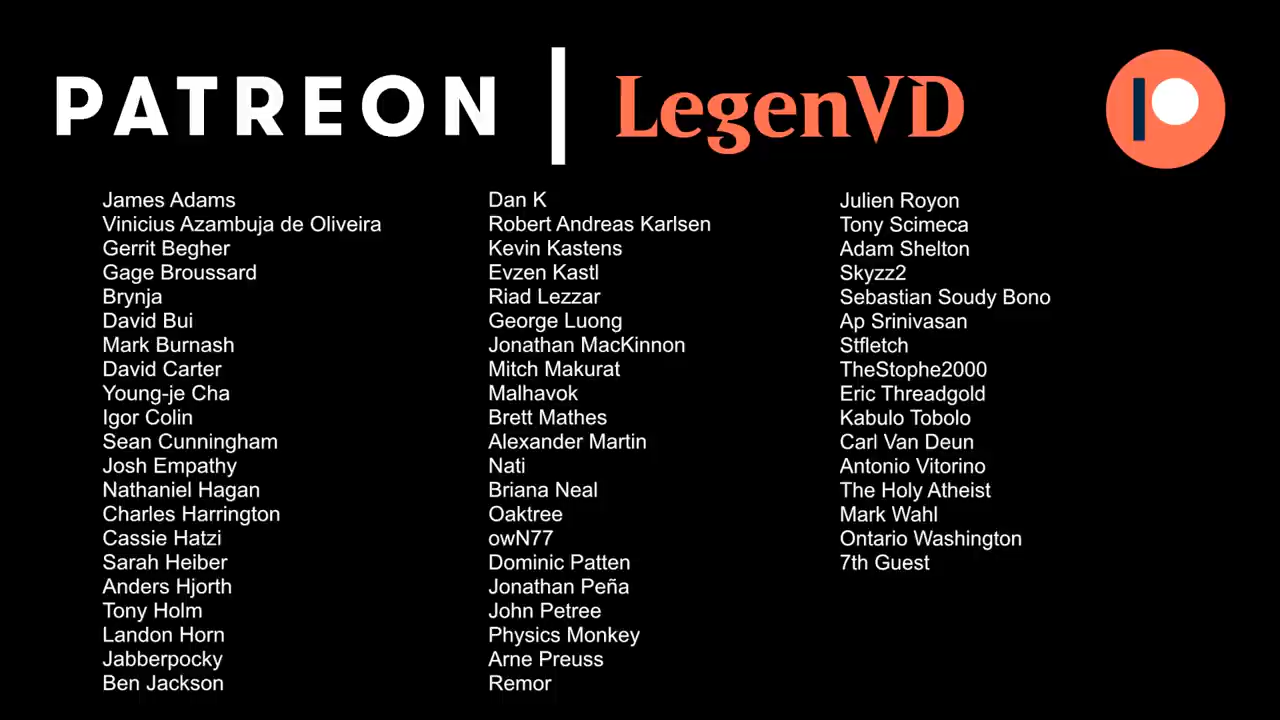 PATREON | LegenVD
James Adams
Vinicius Azambuja de Oliveira
Gerrit Begher
Gage Broussard
Brynja
David Bui
Mark Burnash
David Carter
Young-je Cha
Igor Colin
Sean Cunningham
Josh Empathy
Nathaniel Hagan
Charles Harrington
Cassie Hatzi
Sarah Heiber
Anders Hjorth
Tony Holm
Landon Horn
Jabberpocky
Ben Jackson
Dan K
Robert Andreas Karlsen
Kevin Kastens
Evzen Kastl
Riad Lezzar
George Luong
Jonathan MacKinnon
Mitch Makurat
Malhavok
Brett Mathes
Alexander Martin
Nati
Briana Neal
Oaktree
owN77
Dominic Patten
Jonathan Peña
John Petree
Physics Monkey
Arne Preuss
Remor
Julien Royon
Tony Scimeca
Adam Shelton
Skyzz2
Sebastian Soudy Bono
Ap Srinivasan
Stfletch
TheStophe2000
Eric Threadgold
Kabulo Tobolo
Carl Van Deun
Antonio Vitorino
The Holy Atheist
Mark Wahl
Ontario Washington
7th Guest